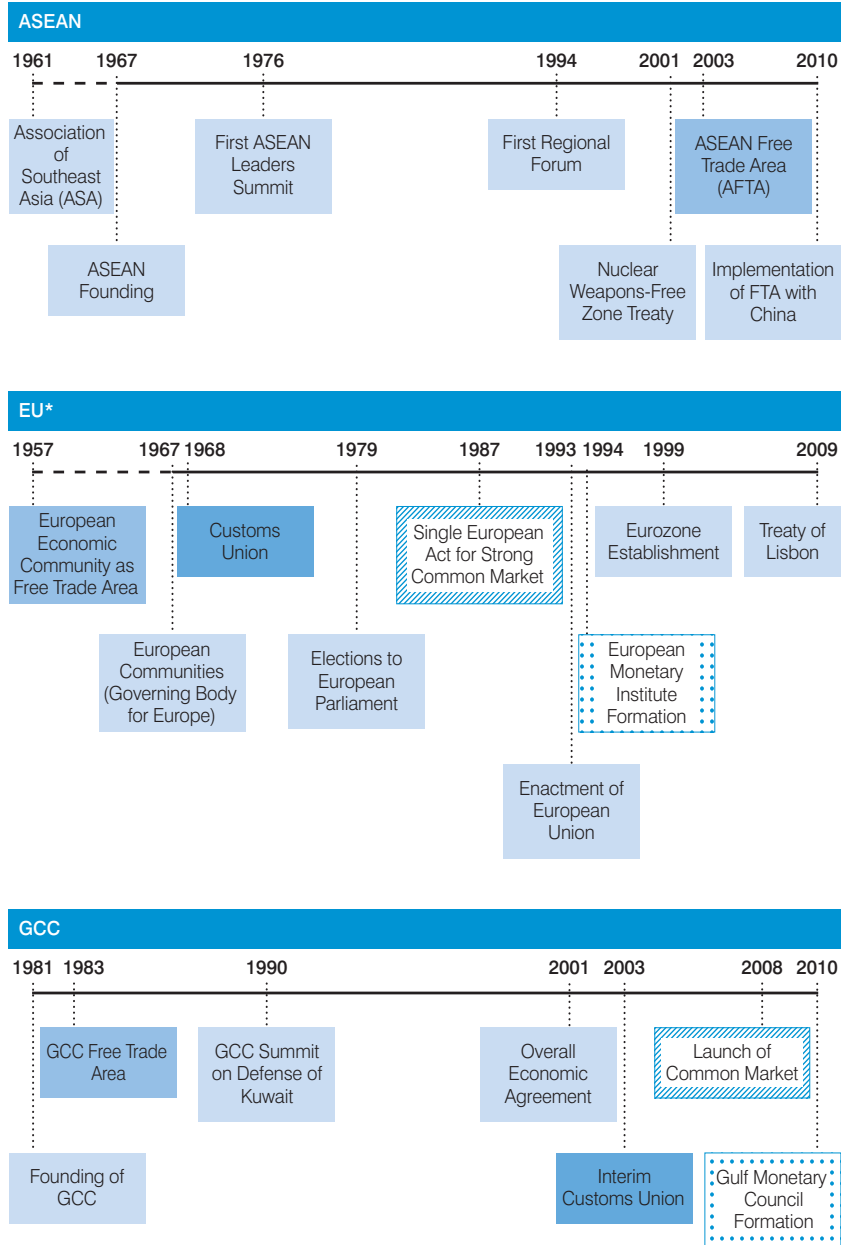 ASEAN
1961 1967 1976 1994 2001 2003 2010
Association
of
Southeast
Asia (ASA)
First ASEAN
Leaders
Summit
First Regional
Forum
ASEAN Free
Trade Area
(AFTA)
ASEAN
Founding
Nuclear
Weapons-Free
Zone Treaty
Implementation
of FTA with
China
EU*
1957 1967 1968 1979 1987 1993 1994 1999 2009
European
Economic
Community as
Free Trade Area
Customs
Union
Single European
Act for Strong
Common Market
Eurozone
Establishment
Treaty of
Lisbon
European
Communities
(Governing Body
for Europe)
Elections to
European
Parliament
European
Monetary
Institute
Formation
Enactment of
European
Union
GCC
1981 1983 1990 2001 2003 2008 2010
GCC Free Trade
Area
GCC Summit
on Defense of
Kuwait
Overall
Economic
Agreement
Launch of
Common Market
Founding of
GCC
Interim
Customs Union
Gulf Monetary
Council
Formation